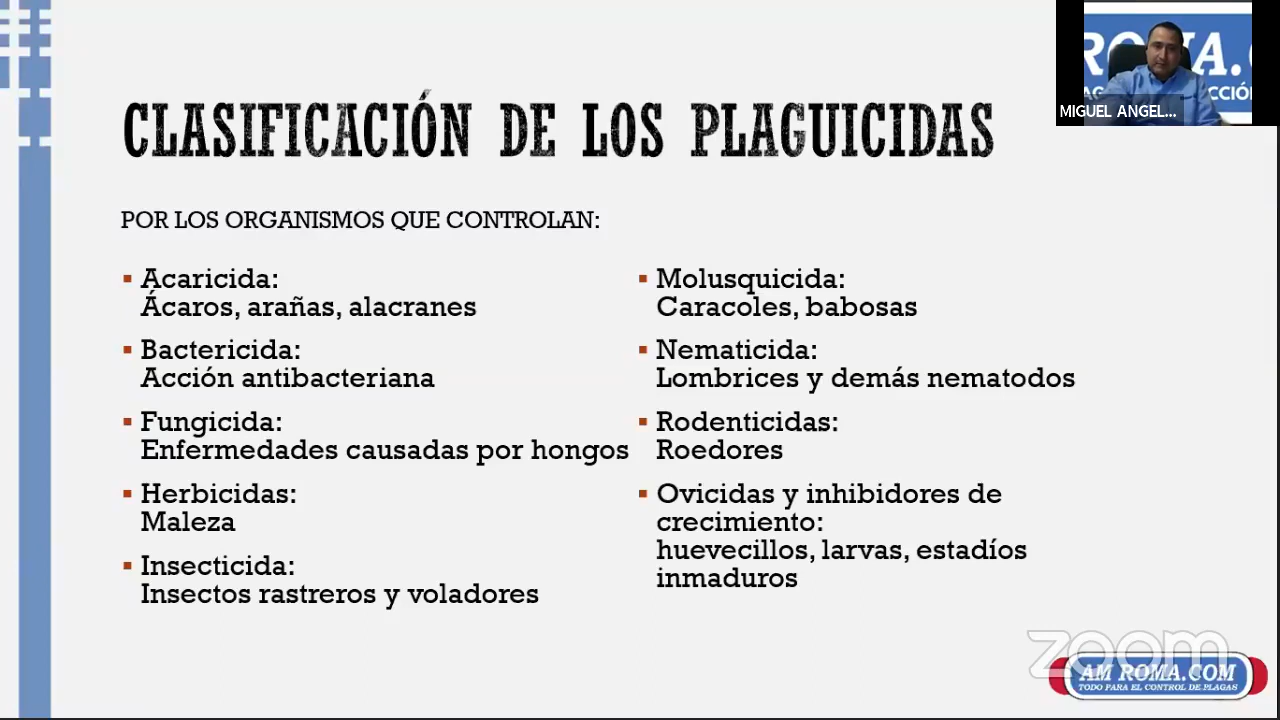 CLASIFICACIÓN DE LOS PLAGUICIDAS
POR LOS ORGANISMOS QUE CONTROLAN:
Acaricida:
Ácaros, arañas, alacranes
Bactericida:
Acción antibacteriana
Fungicida:
Enfermedades causadas por hongos
Herbicidas:
Maleza
Insecticida:
Insectos rastreros y voladores
Molusquicida:
Caracoles, babosas
Nematicida:
Lombrices y demás nematodos
Rodenticidas:
Roedores
Ovicidas y inhibidores de
crecimiento:
huevecillos, larvas, estadíos
inmaduros
MIGUEL ANGEL...
zoom
AM ROMA.COM
TODO PARA EL CONTROL DE PLAGAS